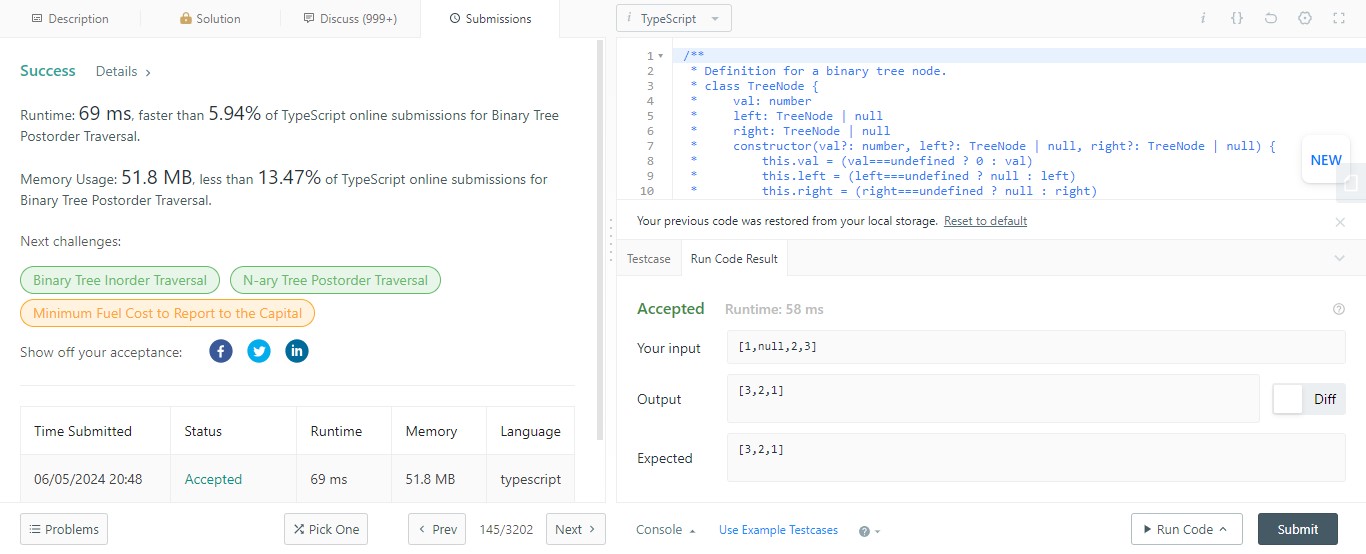 Description
Solution
Discuss (999+)
Submissions
Success
Details ›
Runtime: 69 ms, faster than 5.94% of TypeScript online submissions for Binary Tree
Postorder Traversal.
Memory Usage: 51.8 MB, less than 13.47% of TypeScript online submissions for
Binary Tree Postorder Traversal.
Next challenges:
Binary Tree Inorder Traversal
N-ary Tree Postorder Traversal
Minimum Fuel Cost to Report to the Capital
Show off your acceptance:
Time Submitted Status Runtime Memory Language
06/05/2024 20:48 Accepted 69 ms 51.8 MB typescript
Problems
Pick One
‹ Prev
145/3202
Next ›
i TypeScript
i {}
1 /**
2 * Definition for a binary tree node.
3 * class TreeNode {
4 * val: number
5 * left: TreeNode | null
6 * right: TreeNode | null
7 * constructor(val?: number, left?: TreeNode | null, right?: TreeNode | null) {
8 * this.val = (val===undefined ? 0 : val)
9 * this.left = (left===undefined ? null : left)
10 * this.right = (right===undefined ? null : right)
NEW
Your previous code was restored from your local storage. Reset to default
Testcase
Run Code Result
Accepted Runtime: 58 ms
Your input
[1,null,2,3]
Output
[3,2,1]
Diff
Expected
[3,2,1]
Console
Use Example Testcases
Run Code
Submit